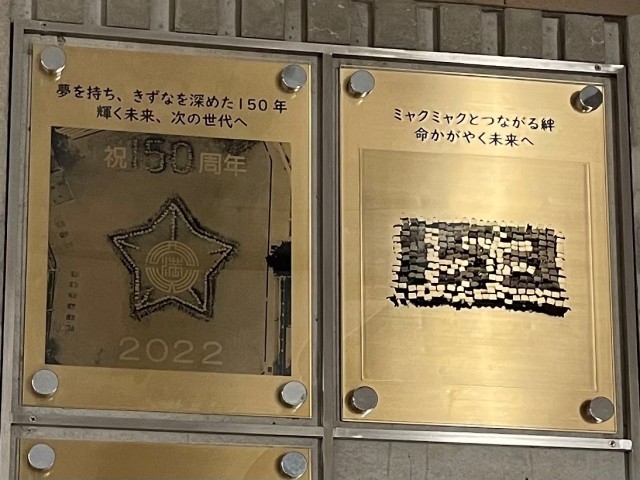 夢を持ち、きずなを深めた150年
輝く未来、次の世代へ
祝150周年
2022
ミャクミャクとつながる絆
命かがやく未来へ